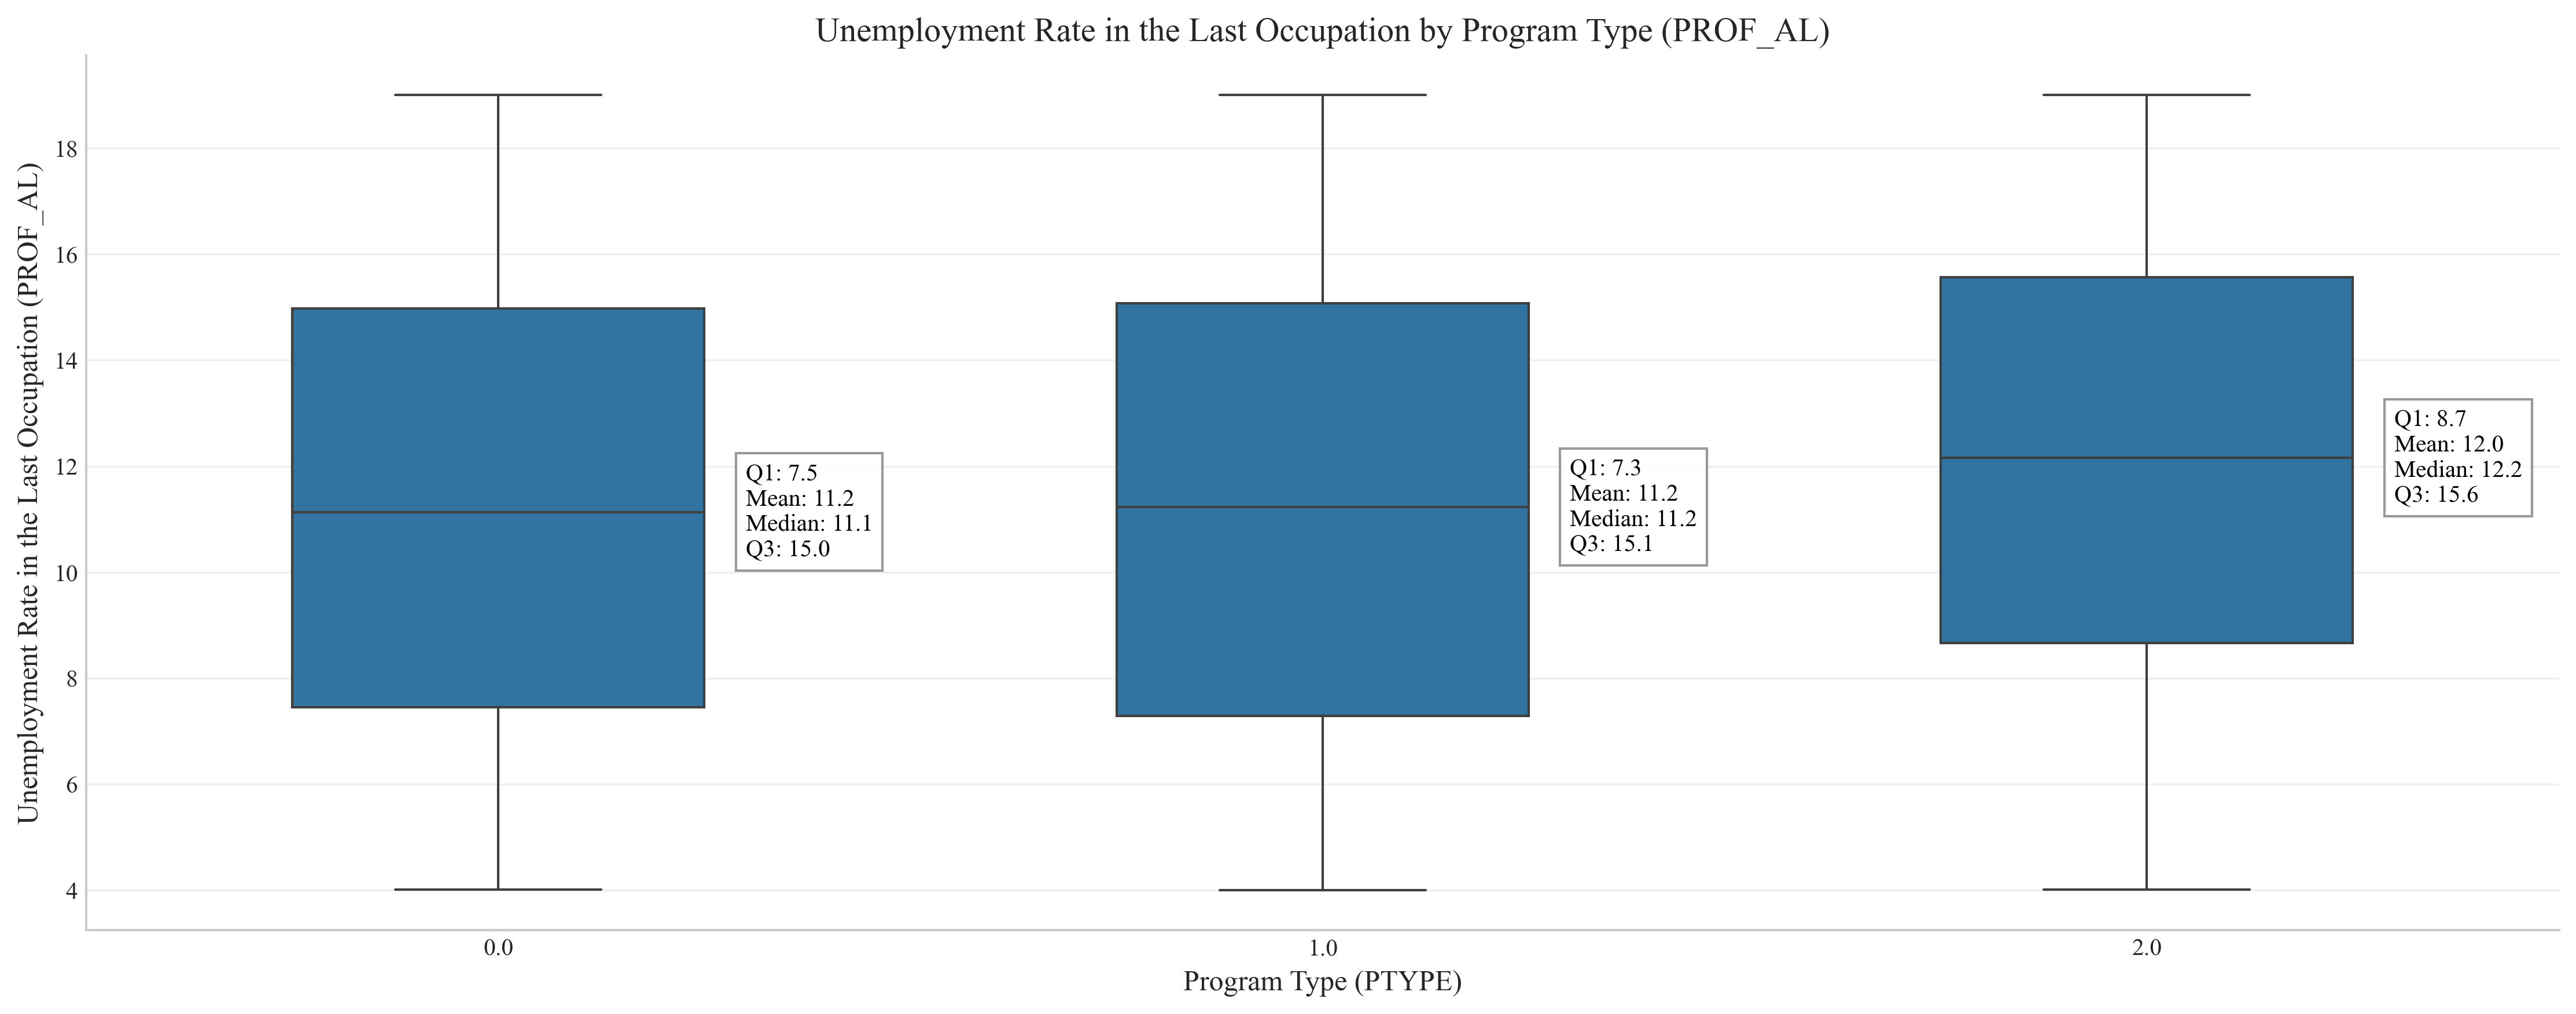 Unemployment Rate in the Last Occupation by Program Type (PROF_AL)
Unemployment Rate in the Last Occupation (PROF_AL)
18
16
14
12
10
8
6
4
Q1: 7.5
Mean: 11.2
Median: 11.1
Q3: 15.0
Q1: 7.3
Mean: 11.2
Median: 11.2
Q3: 15.1
Q1: 8.7
Mean: 12.0
Median: 12.2
Q3: 15.6
0.0
1.0
2.0
Program Type (PTYPE)